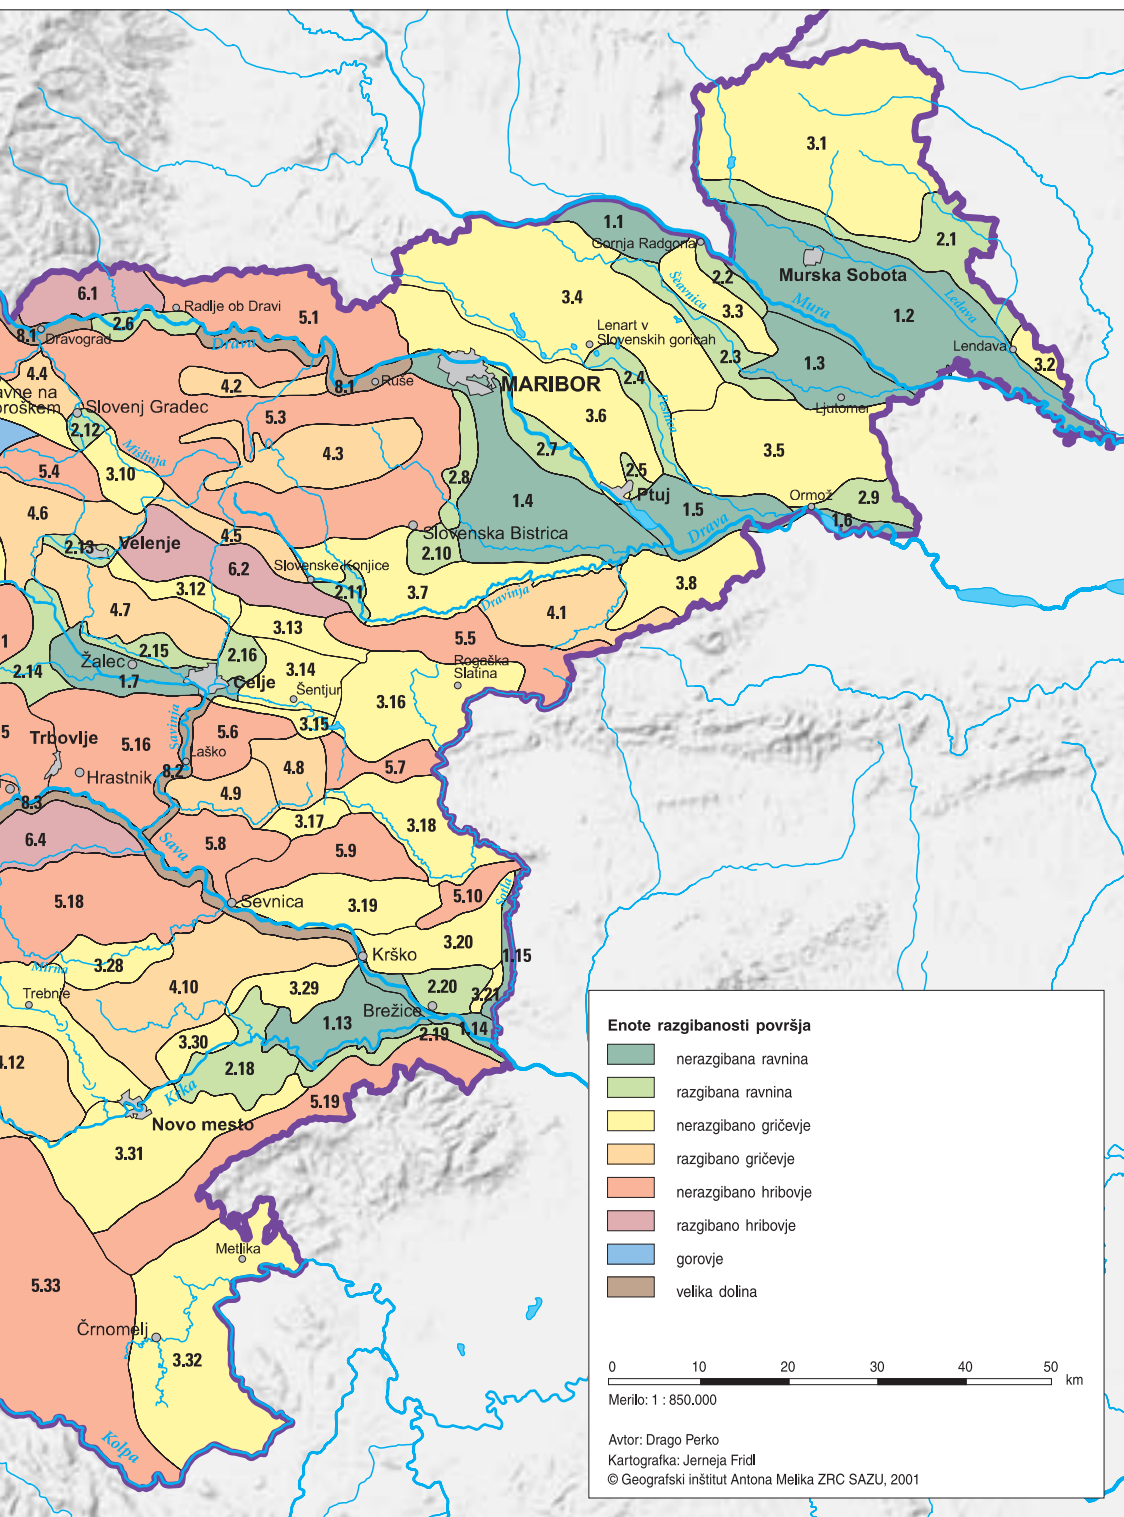 3.1
1.1
Gornja Radgona
2.1
2.2
Murska Sobota
Ščavnica
6.1
Radlje ob Dravi
3.4
3.3
Mura
1.2
Ledava
5.1
8.1
Dravograd
2.6
Drava
Lenart v
Slovenskih goricah
2.3
1.3
Lendava
3.2
4.4
4.2
8.1
Ruše
MARIBOR
2.4
avne na
oroškem
Slovenj Gradec
2.12
5.3
3.6
Pesnica
Ljutomer
Mislinja
4.3
2.7
3.5
5.4
3.10
2.8
2.5
Ptuj
4.6
1.4
1.5
Ormož
2.9
1.6
Drava
2.13
Velenje
4.5
Slovenska Bistrica
2.10
6.2
Slovenske Konjice
3.12
2.11
3.7
Dravinja
3.8
4.7
4.1
3.13
5.5
1
2.15
2.16
2.14
Žalec
1.7
Celje
3.14
Šentjur
Rogaška
Slatina
3.16
Savinja
3.15
5
Trbovlje
5.16
5.6
Laško
Hrastnik
8.2
4.8
5.7
4.9
8.3
3.17
3.18
6.4
Sava
5.8
5.9
5.18
Sevnica
5.10
Sotla
3.19
3.20
1.15
Krško
Mirna
3.28
Trebnje
4.10
3.29
2.20
3.21
Brežice
1.13
1.14
2.19
3.30
4.12
2.18
Krka
5.19
Novo mesto
3.31
Metlika
5.33
Črnomelj
3.32
Kolpa
Enote razgibanosti površja
nerazgibana ravnina
razgibana ravnina
nerazgibano gričevje
razgibano gričevje
nerazgibano hribovje
razgibano hribovje
gorovje
velika dolina
0 10 20 30 40 50
km
Merilo: 1 : 850.000
Avtor: Drago Perko
Kartografka: Jerneja Fridl
© Geografski inštitut Antona Melika ZRC SAZU, 2001